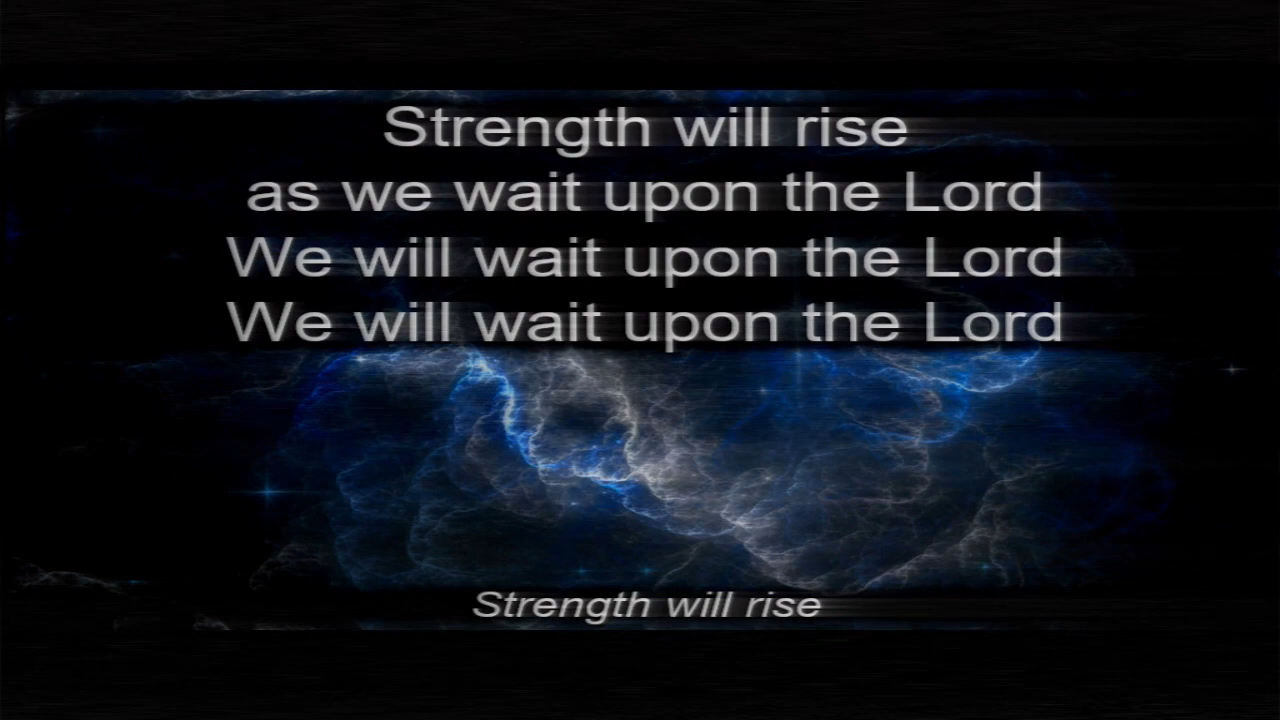 Strength will rise
as we wait upon the Lord
We will wait upon the Lord
We will wait upon the Lord
Strength will rise